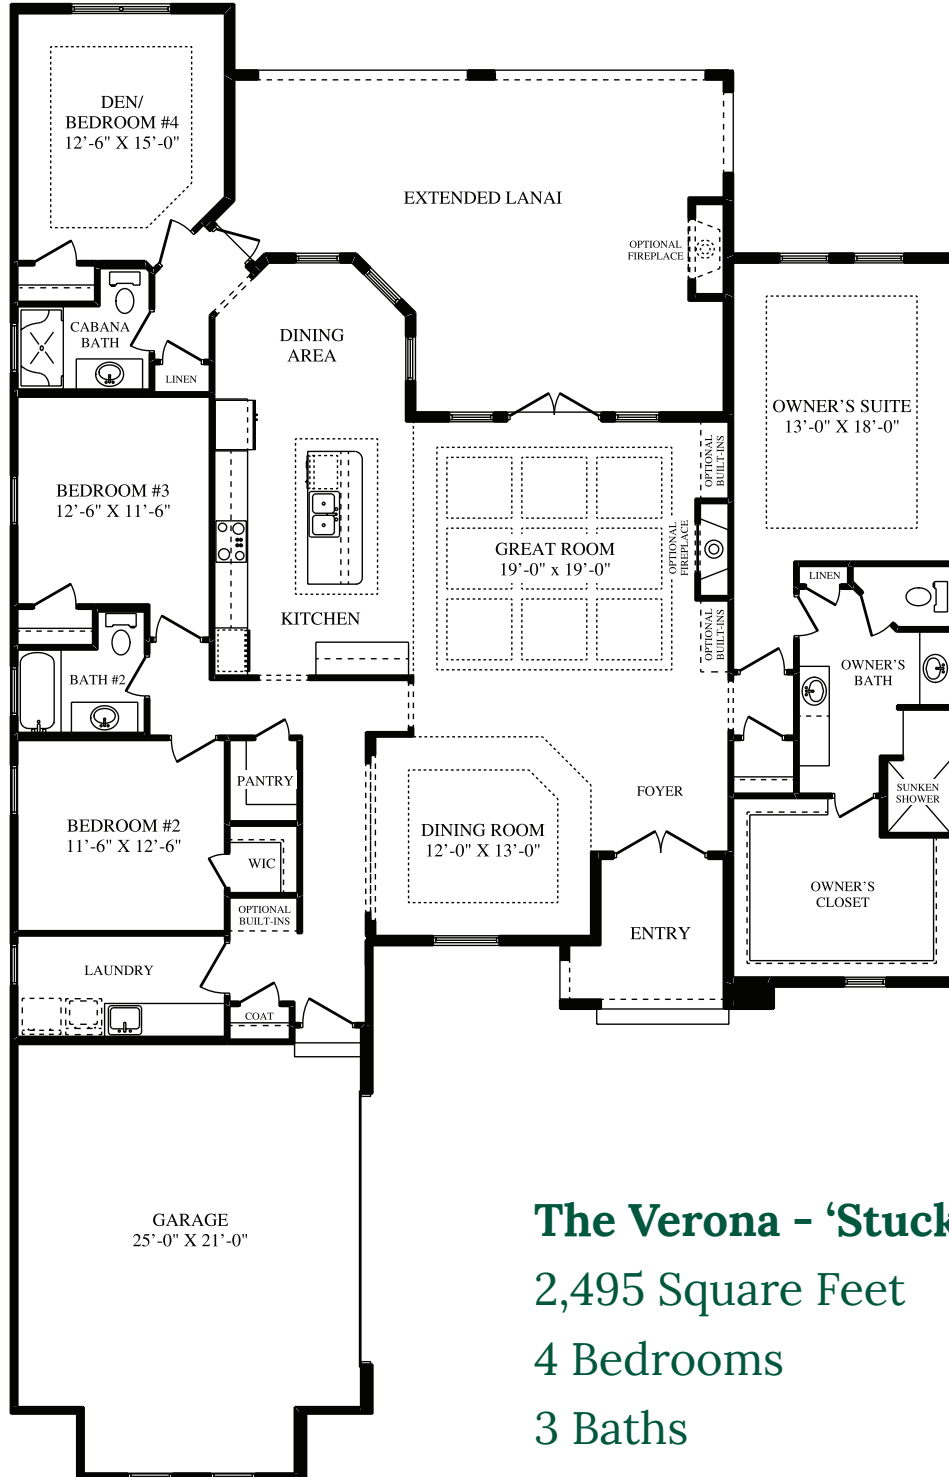 DEN/
BEDROOM #4
12'-6" X 15'-0"
EXTENDED LANAI
OPTIONAL
FIREPLACE
CABANA
BATH
LINEN
DINING
AREA
OWNER'S SUITE
13'-0" X 18'-0"
OPTIONAL
BUILT-INS
BEDROOM #3
12'-6" X 11'-6"
GREAT ROOM
19'-0" x 19'-0"
OPTIONAL
FIREPLACE
LINEN
KITCHEN
OPTIONAL
BUILT-INS
OWNER'S
BATH
BATH #2
PANTRY
FOYER
SUNKEN
SHOWER
BEDROOM #2
11'-6" X 12'-6"
DINING ROOM
12'-0" X 13'-0"
WIC
OWNER'S
CLOSET
OPTIONAL
BUILT-INS
ENTRY
LAUNDRY
COAT
GARAGE
25'-0" X 21'-0"
The Verona - ‘Stuck
2,495 Square Feet
4 Bedrooms
3 Baths